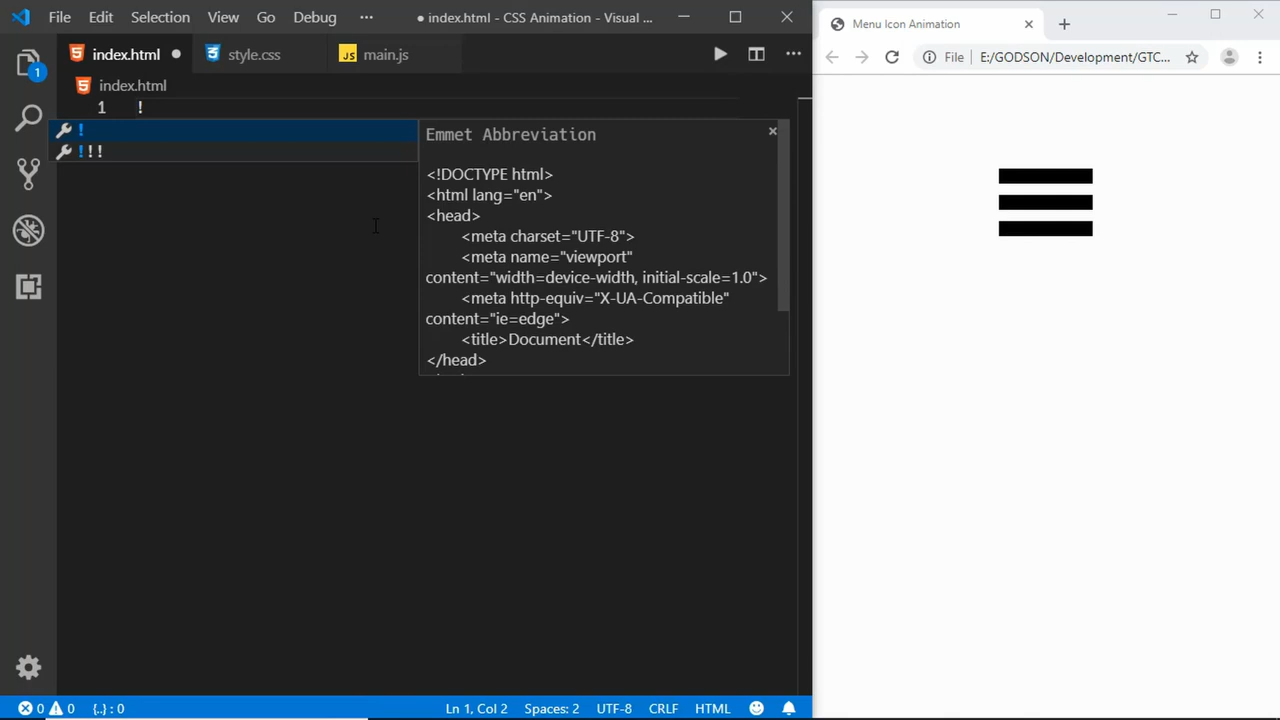 File Edit Selection View Go Debug ··· ● index.html - CSS Animation - Visual ...
index.html ● style.css JS main.js
index.html
1 !
!
!!!
Emmet Abbreviation
<!DOCTYPE html>
<html lang="en">
<head>
<meta charset="UTF-8">
<meta name="viewport"
content="width=device-width, initial-scale=1.0">
<meta http-equiv="X-UA-Compatible"
content="ie=edge">
<title>Document</title>
</head>
1
0 0 {..} : 0 Ln 1, Col 2 Spaces: 2 UTF-8 CRLF HTML
Menu Icon Animation
File E:/GODSON/Development/GTC...